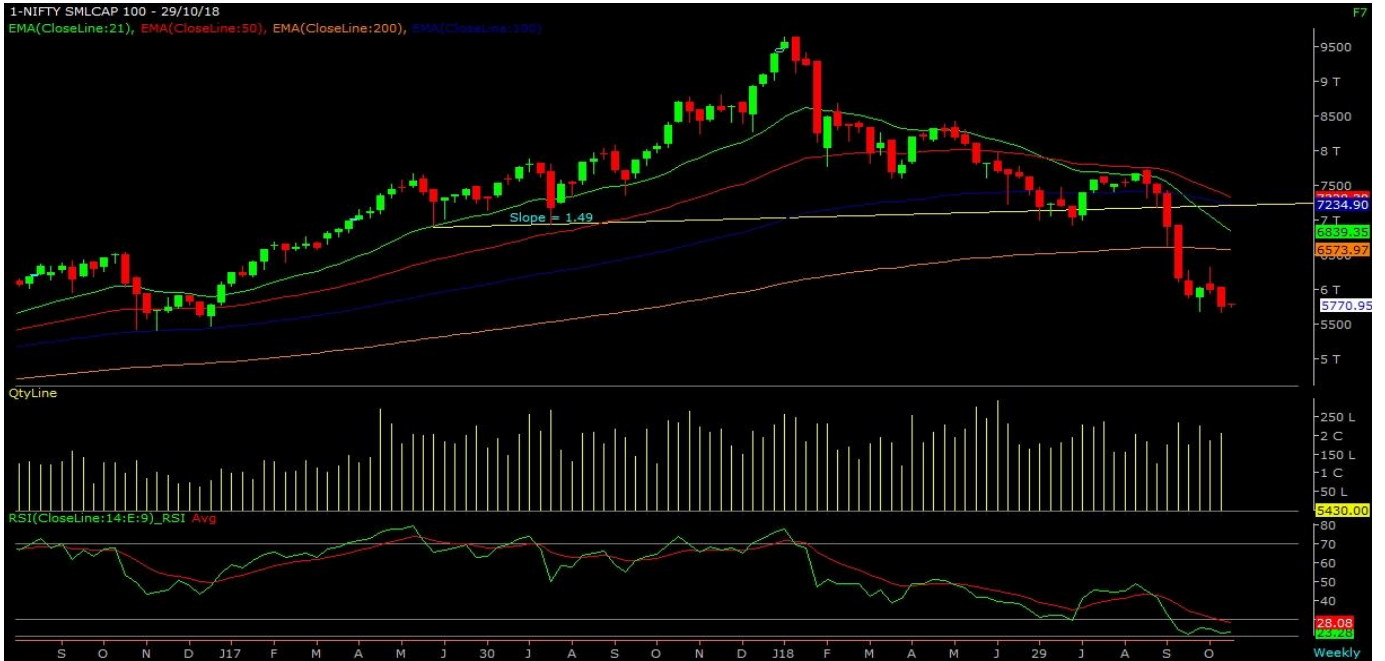 1-NIFTY SMLCAP 100 - 29/10/18 F7
EMA(CloseLine:21), EMA(CloseLine:50), EMA(CloseLine:200), EMA(CloseLine:100)
9500
9 T
8500
8 T
7500
7234.90
7 T
Slope = 1.49
6839.35
6573.97
6 T
5770.95
5500
5 T
QtyLine
250 L
2 C
150 L
1 C
50 L
5430.00
RSI(CloseLine:14:E:9)_RSI Avg
80
70
60
50
40
28.08
23.28
S O N D J17 F M A M J 30 J A S O N D J18 F M A M J 29 J A S O Weekly